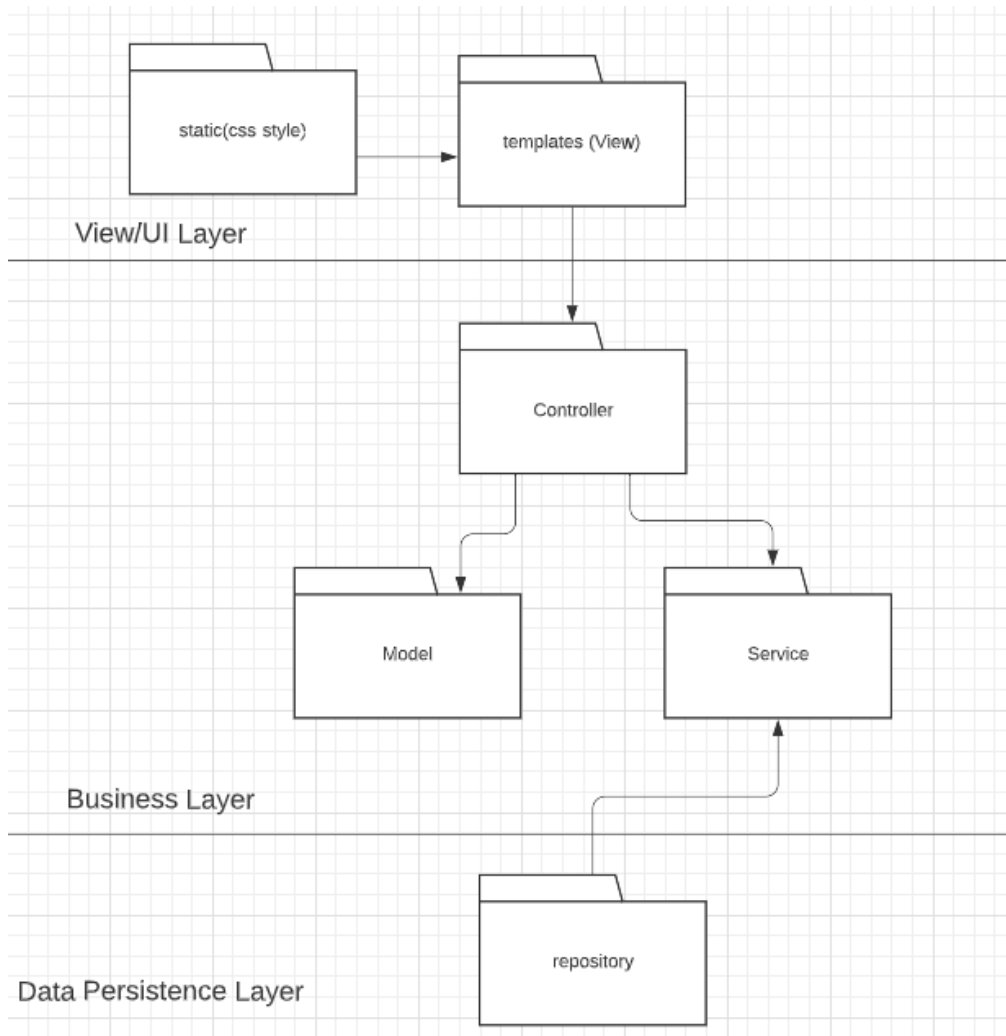 static(css style)
templates (View)
View/UI Layer
Controller
Model
Service
Business Layer
repository
Data Persistence Layer